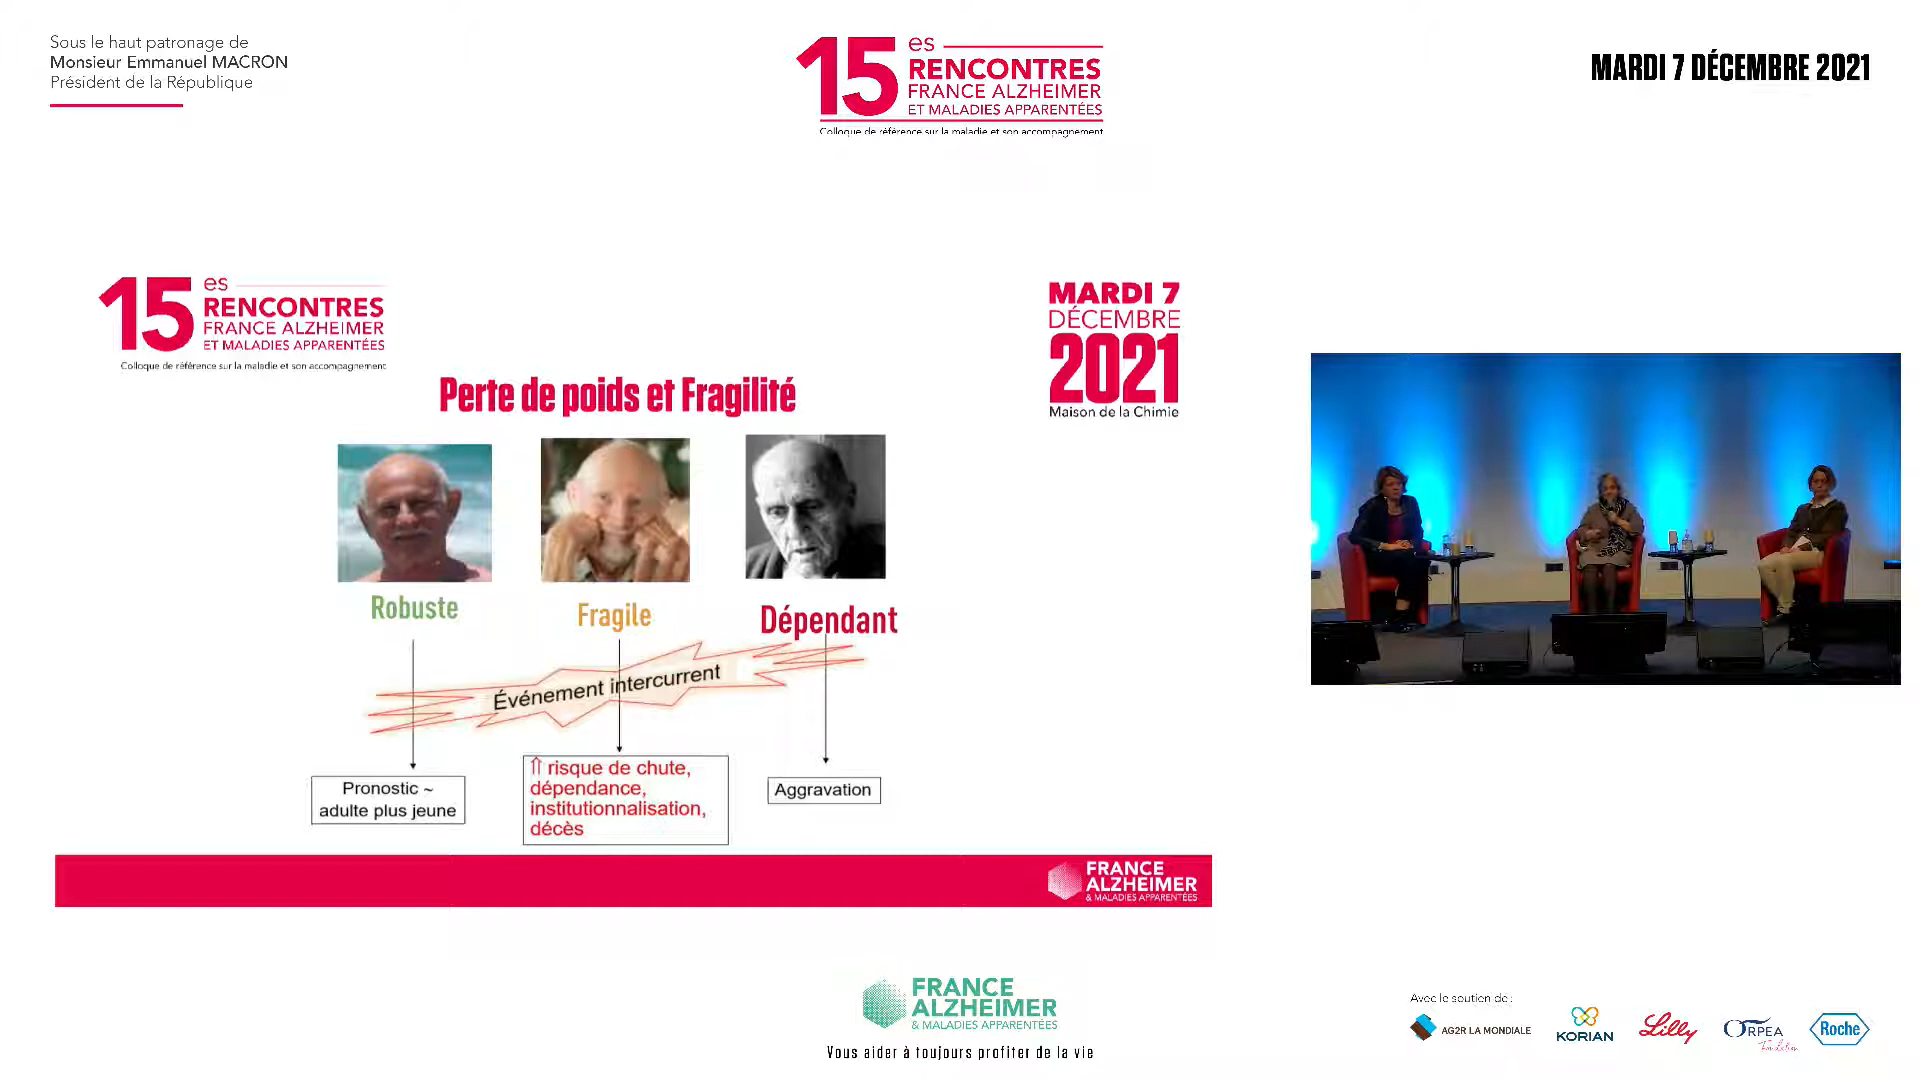 Sous le haut patronage de
Monsieur Emmanuel MACRON
Président de la République
15es
RENCONTRES
FRANCE ALZHEIMER
ET MALADIES APPARENTÉES
Colloque de référence sur la maladie et son accompagnement
MARDI 7 DÉCEMBRE 2021
15es
RENCONTRES
FRANCE ALZHEIMER
ET MALADIES APPARENTÉES
Colloque de référence sur la maladie et son accompagnement
MARDI 7
DÉCEMBRE
2021
Maison de la Chimie
Perte de poids et Fragilité
Robuste
Fragile
Dépendant
Événement intercurrent
Pronostic ~
adulte plus jeune
⇑ risque de chute,
dépendance,
institutionnalisation,
décès
Aggravation
FRANCE
ALZHEIMER
& MALADIES APPARENTÉES
FRANCE
ALZHEIMER
& MALADIES APPARENTÉES
Vous aider à toujours profiter de la vie
Avec le soutien de :
AG2R LA MONDIALE
KORIAN
Lilly
ORPEA
Fondation
Roche